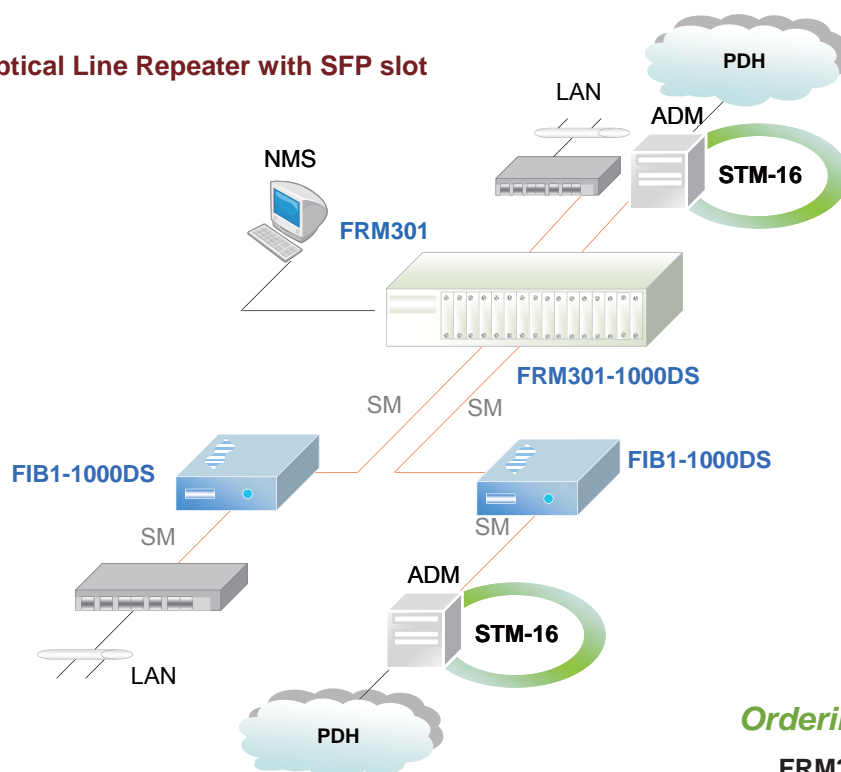 ptical Line Repeater with SFP slot
PDH
LAN
ADM
NMS
STM-16
FRM301
FRM301-1000DS
SM
SM
FIB1-1000DS
FIB1-1000DS
SM
SM
ADM
STM-16
LAN
PDH